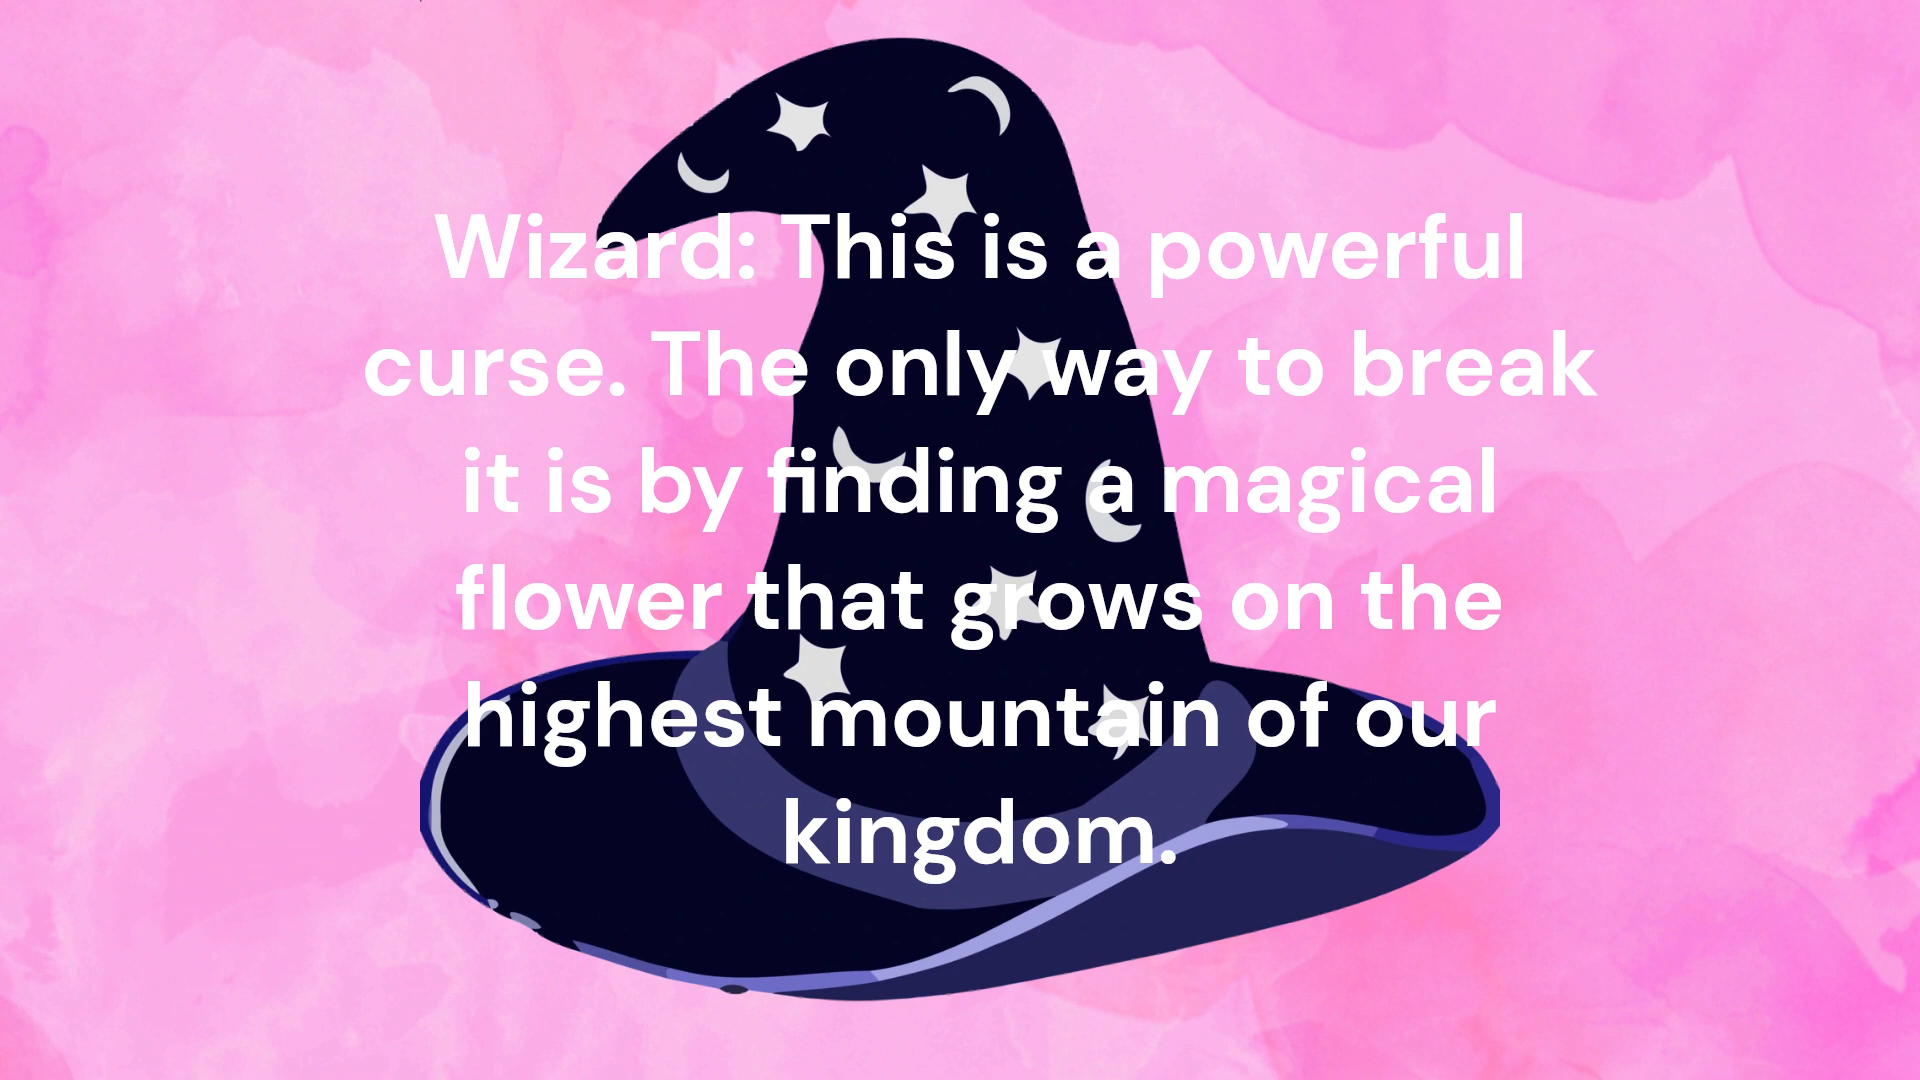 Wizard: This is a powerful
curse. The only way to break
it is by finding a magical
flower that grows on the
highest mountain of our
kingdom.